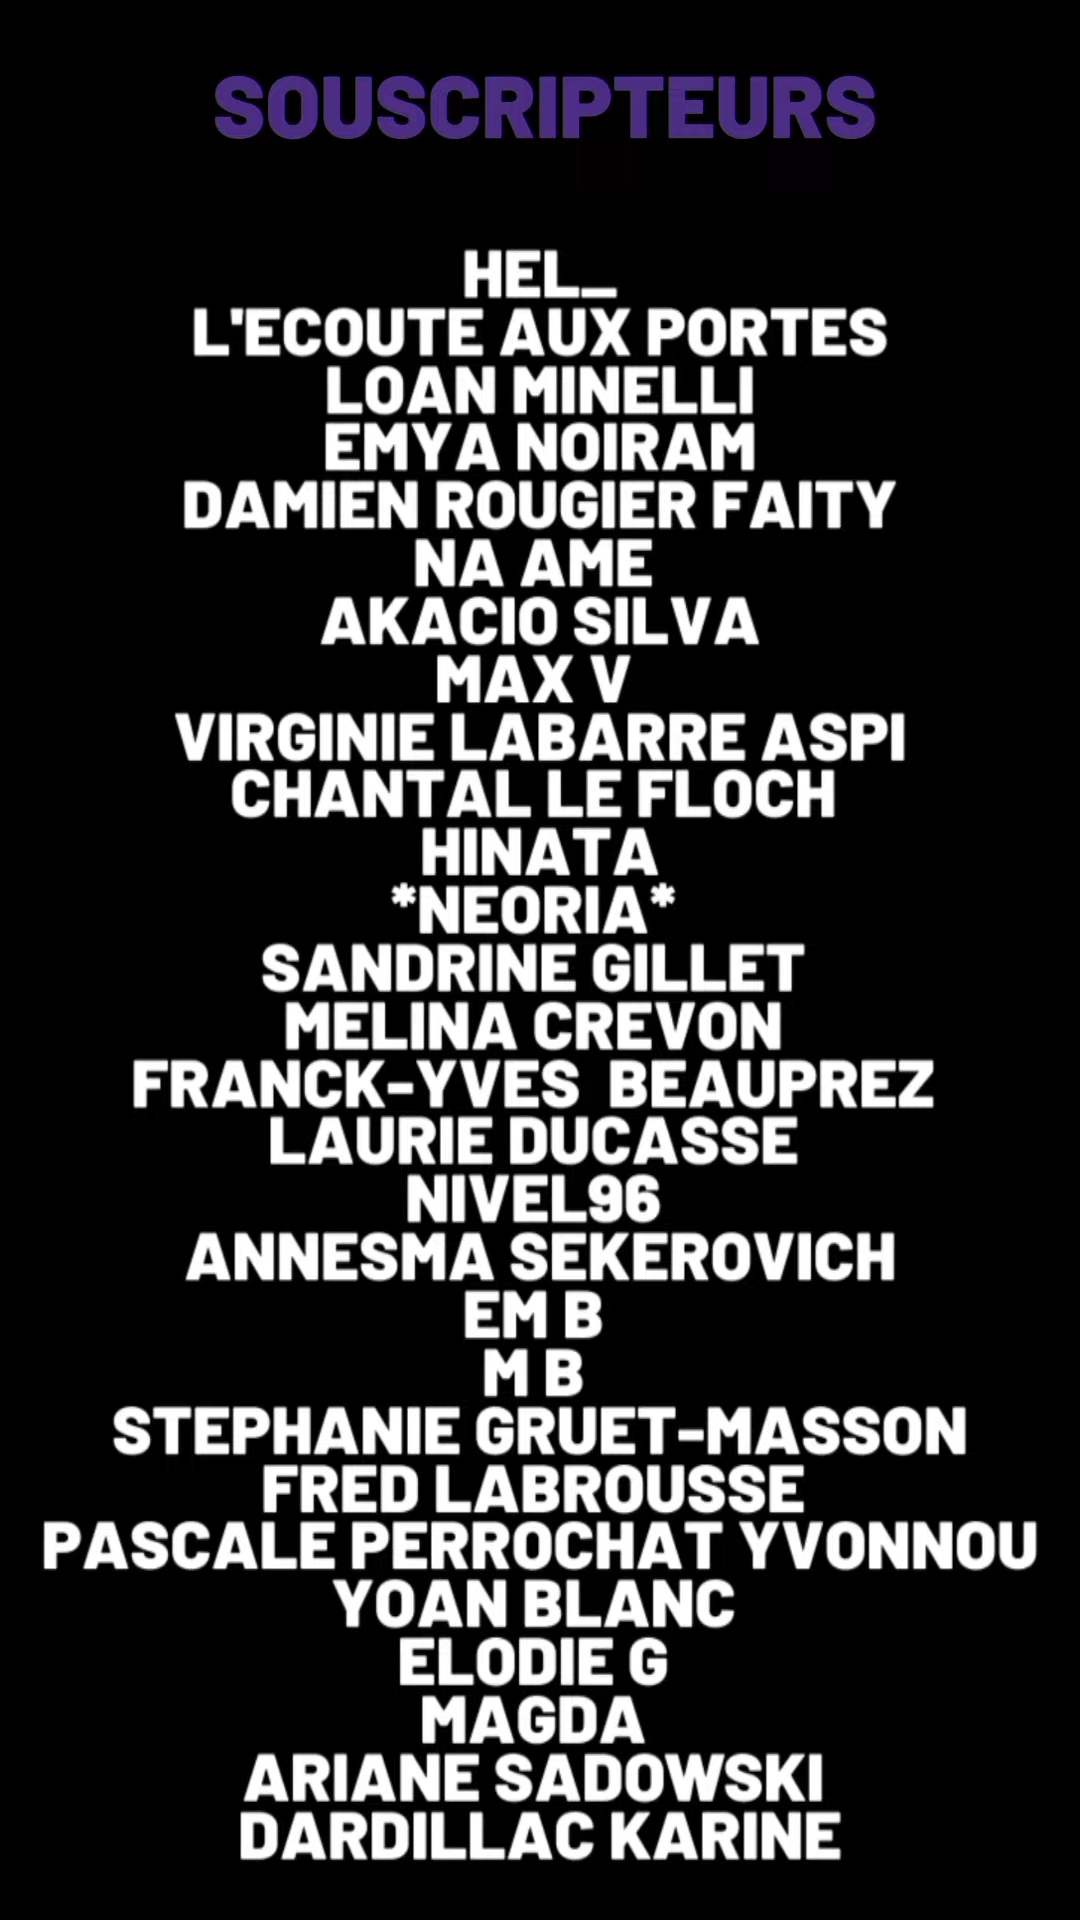 SOUSCRIPTEURS
HEL_
L'ECOUTE AUX PORTES
LOAN MINELLI
EMYA NOIRAM
DAMIEN ROUGIER FAITY
NA AME
AKACIO SILVA
MAX V
VIRGINIE LABARRE ASPI
CHANTAL LE FLOCH
HINATA
*NEORIA*
SANDRINE GILLET
MELINA CREVON
FRANCK-YVES  BEAUPREZ
LAURIE DUCASSE
NIVEL96
ANNESMA SEKEROVICH
EM B
M B
STEPHANIE GRUET-MASSON
FRED LABROUSSE
PASCALE PERROCHAT YVONNOU
YOAN BLANC
ELODIE G
MAGDA
ARIANE SADOWSKI
DARDILLAC KARINE